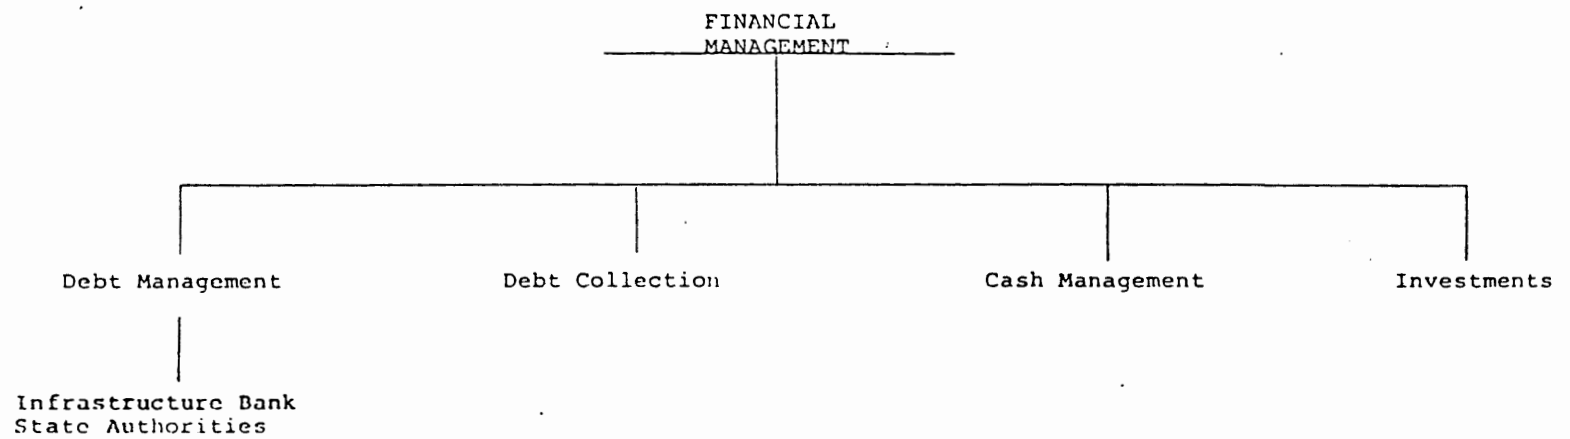 FINANCIAL
MANAGEMENT
Debt Management
Debt Collection
Cash Management
Investments
Infrastructure Bank
State Authorities